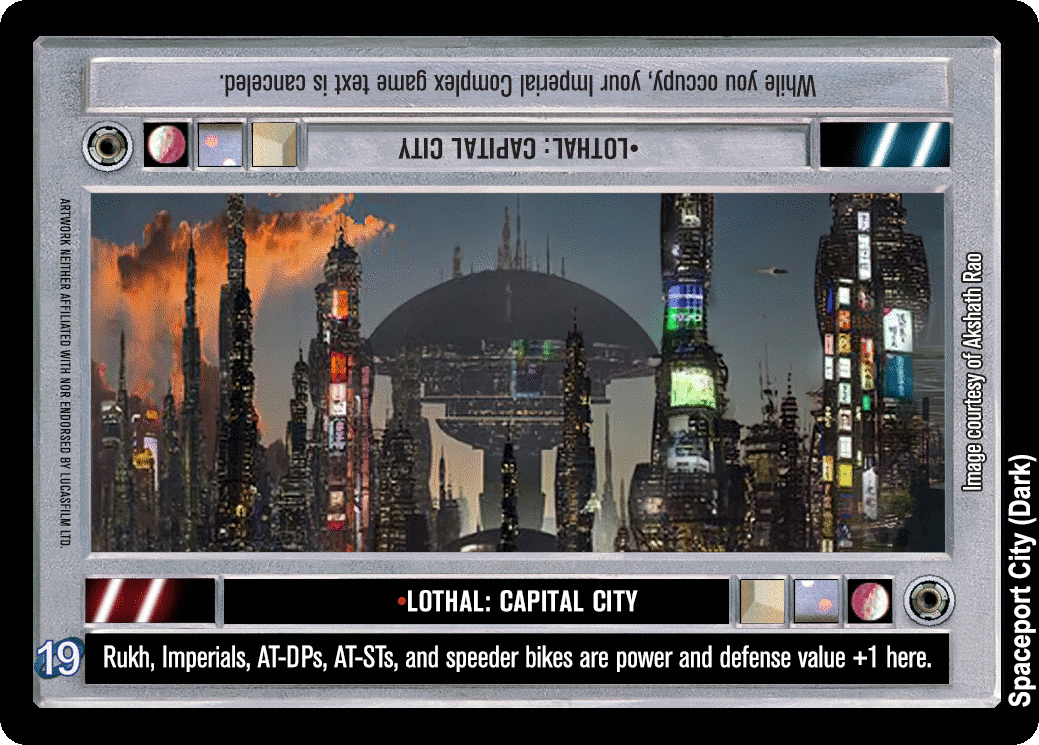 While you occupy, your Imperial Complex game text is canceled.
•LOTHAL: CAPITAL CITY
ARTWORK NEITHER AFFILIATED WITH NOR ENDORSED BY LUCASFILM LTD.
Image courtesy of Akshath Rao
•LOTHAL: CAPITAL CITY
19
Rukh, Imperials, AT-DPs, AT-STs, and speeder bikes are power and defense value +1 here.
Spaceport City (Dark)